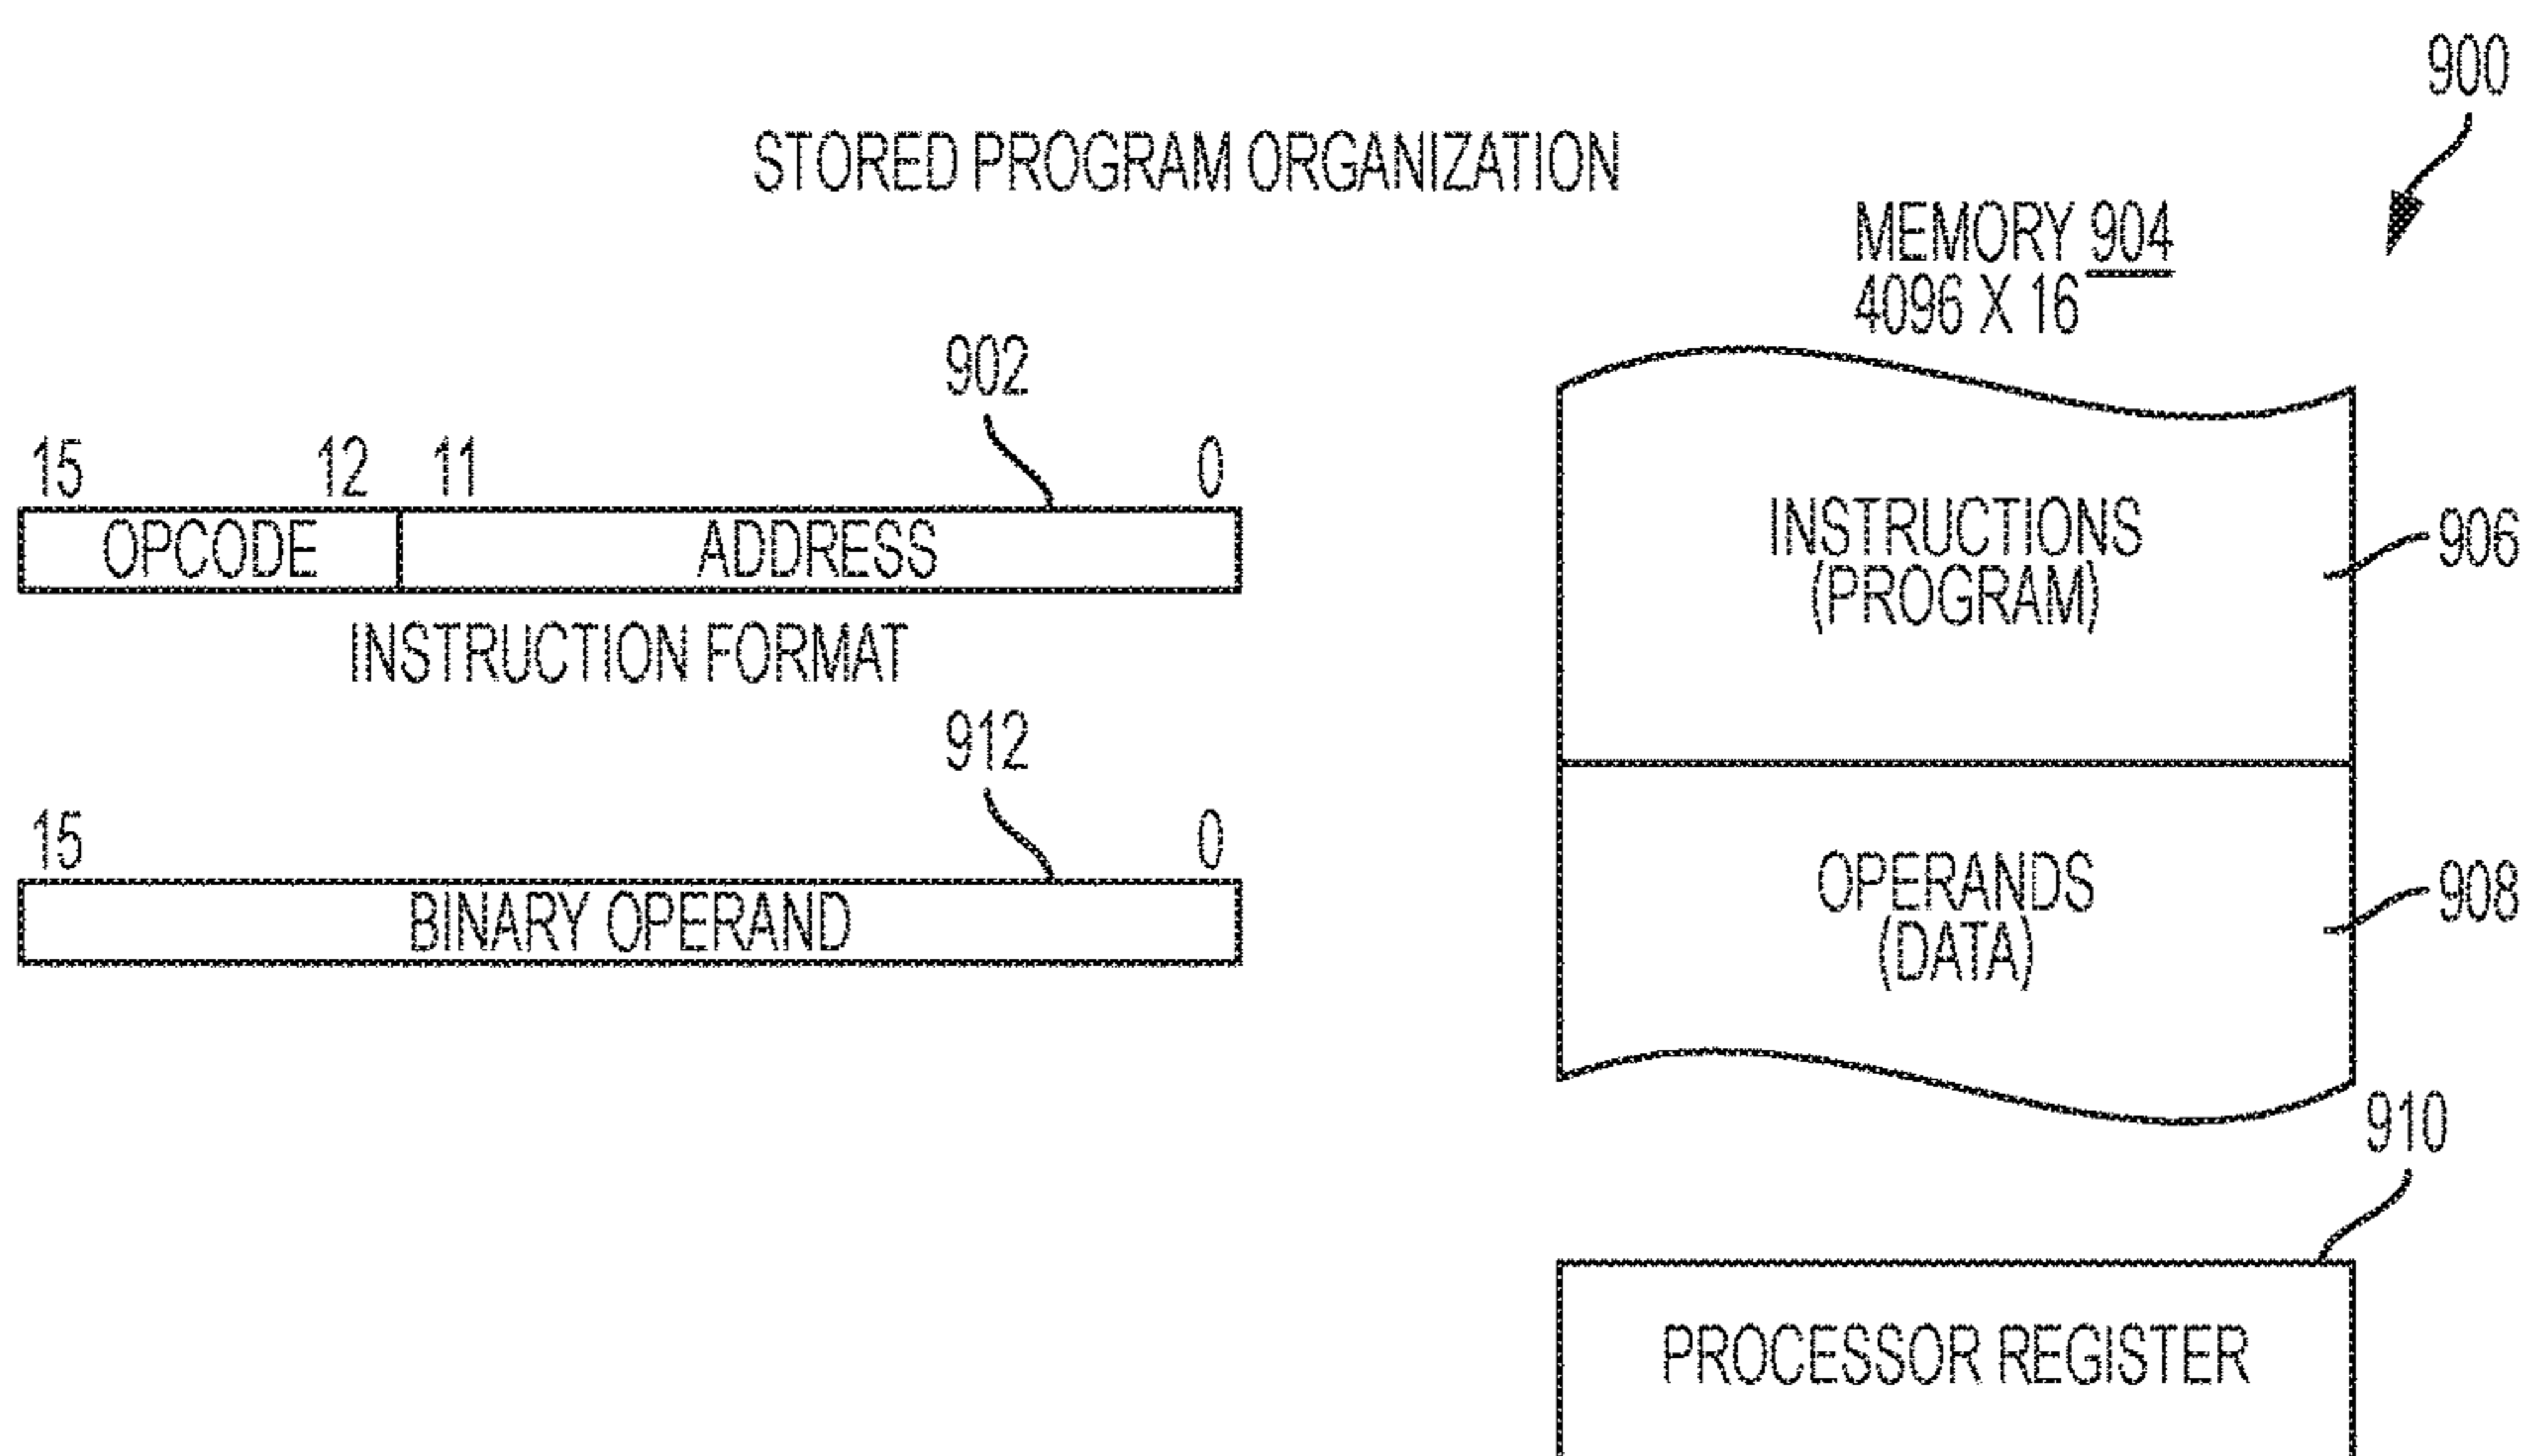 900
STORED PROGRAM ORGANIZATION
MEMORY 904
4096 X 16
902
15 12 11 0
OPCODE ADDRESS
INSTRUCTION FORMAT
INSTRUCTIONS
(PROGRAM)
906
912
15 0
BINARY OPERAND
OPERANDS
(DATA)
908
910
PROCESSOR REGISTER